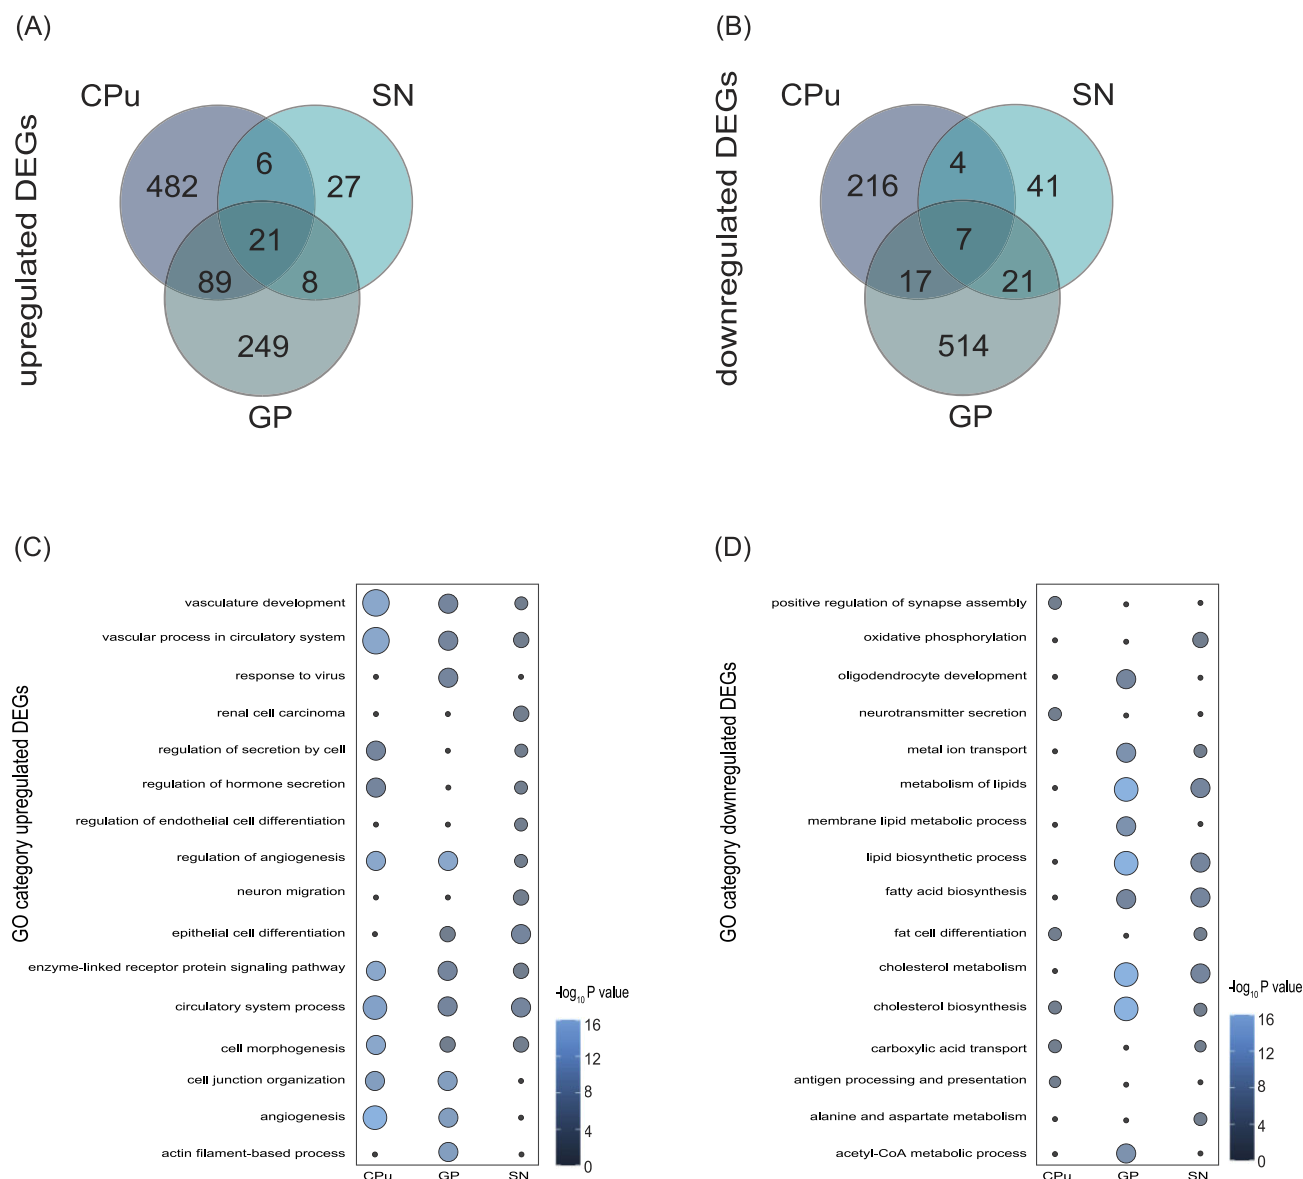 (A)
(B)
CPu
SN
upregulated DEGs
482
6
27
21
89
8
249
GP
CPu
SN
downregulated DEGs
216
4
41
7
17
21
514
GP
(C)
GO category upregulated DEGs
vasculature development
vascular process in circulatory system
response to virus
renal cell carcinoma
regulation of secretion by cell
regulation of hormone secretion
regulation of endothelial cell differentiation
regulation of angiogenesis
neuron migration
epithelial cell differentiation
enzyme-linked receptor protein signaling pathway
circulatory system process
cell morphogenesis
cell junction organization
angiogenesis
actin filament-based process
CPu GP SN
-log10 P value
16
12
8
4
0
(D)
GO category downregulated DEGs
positive regulation of synapse assembly
oxidative phosphorylation
oligodendrocyte development
neurotransmitter secretion
metal ion transport
metabolism of lipids
membrane lipid metabolic process
lipid biosynthetic process
fatty acid biosynthesis
fat cell differentiation
cholesterol metabolism
cholesterol biosynthesis
carboxylic acid transport
antigen processing and presentation
alanine and aspartate metabolism
acetyl-CoA metabolic process
CPu GP SN
-log10 P value
16
12
8
4
0